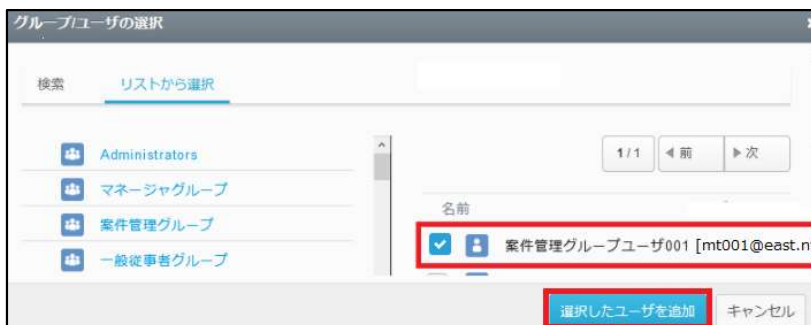 グループ/ユーザの選択
検索 リストから選択
Administrators
マネージャグループ
案件管理グループ
一般従事者グループ
1/1 ◀前 ▶次
名前
案件管理グループユーザ001 [mt001@east.n
選択したユーザを追加 キャンセル